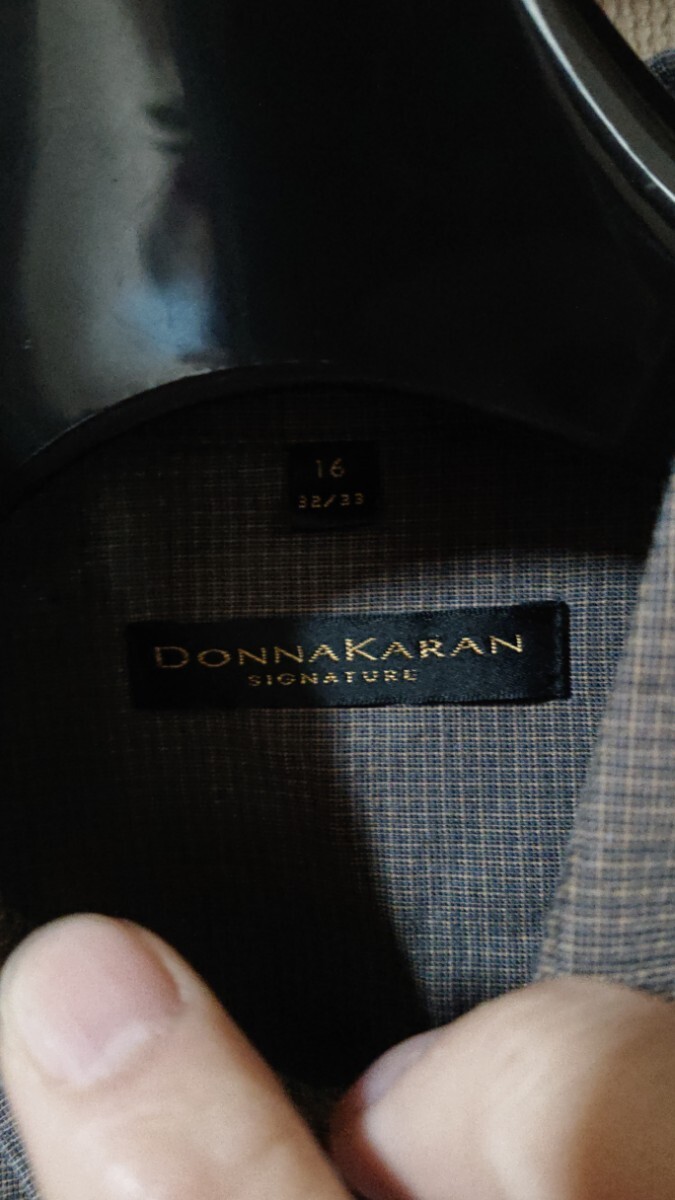 16
32/33
DONNAKARAN
SIGNATURE